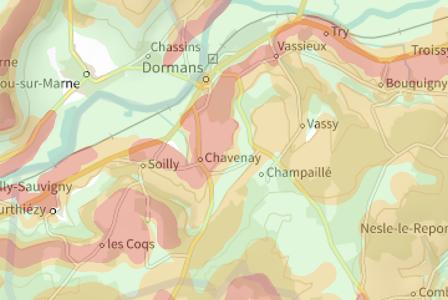 Try
Chassins
Vassieux
Troissy
Dormans
ou-sur-Marne
Bouquigny
Vassy
Soilly
Chavenay
Champaillé
lly-Sauvigny
urthiézy
Nesle-le-Repon
les Coqs
Comb